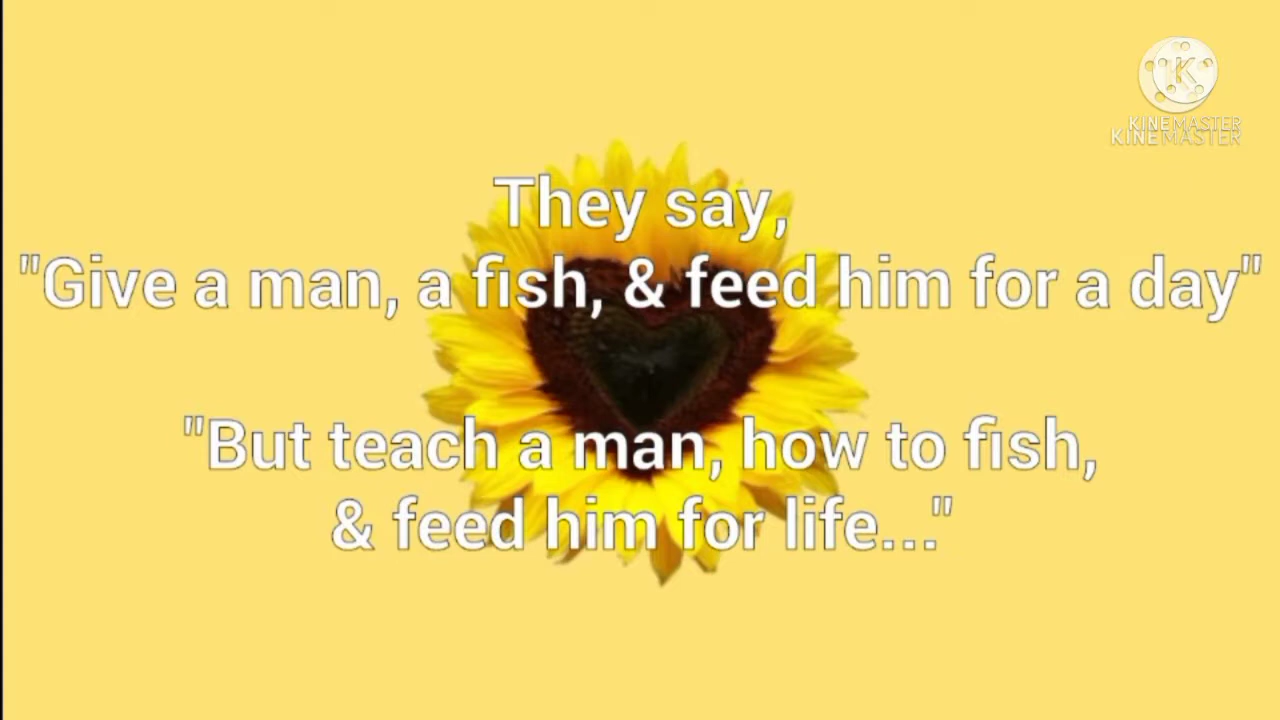 K
KINEMASTER
KINEMASTER
They say,
"Give a man, a fish, & feed him for a day"
"But teach a man, how to fish,
& feed him for life..."